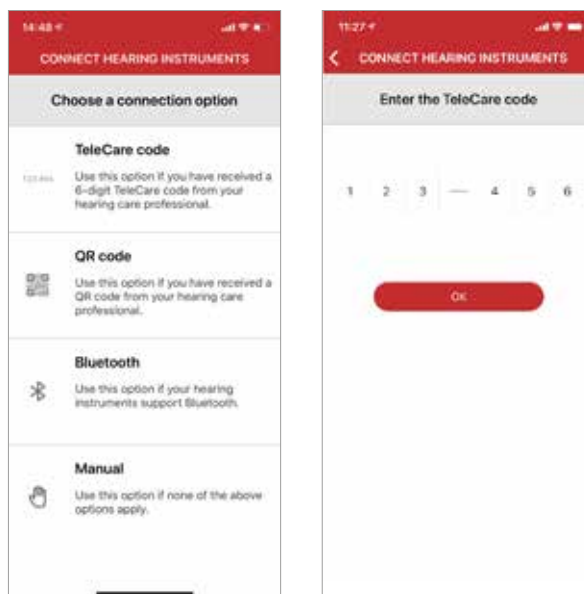 14:48
CONNECT HEARING INSTRUMENTS
Choose a connection option
TeleCare code
Use this option if you have received a
6-digit TeleCare code from your
hearing care professional.
QR code
Use this option if you have received a
QR code from your hearing care
professional.
Bluetooth
Use this option if your hearing
instruments support Bluetooth.
Manual
Use this option if none of the above
options apply.
11:27
CONNECT HEARING INSTRUMENTS
Enter the TeleCare code
1 2 3 — 4 5 6
OK